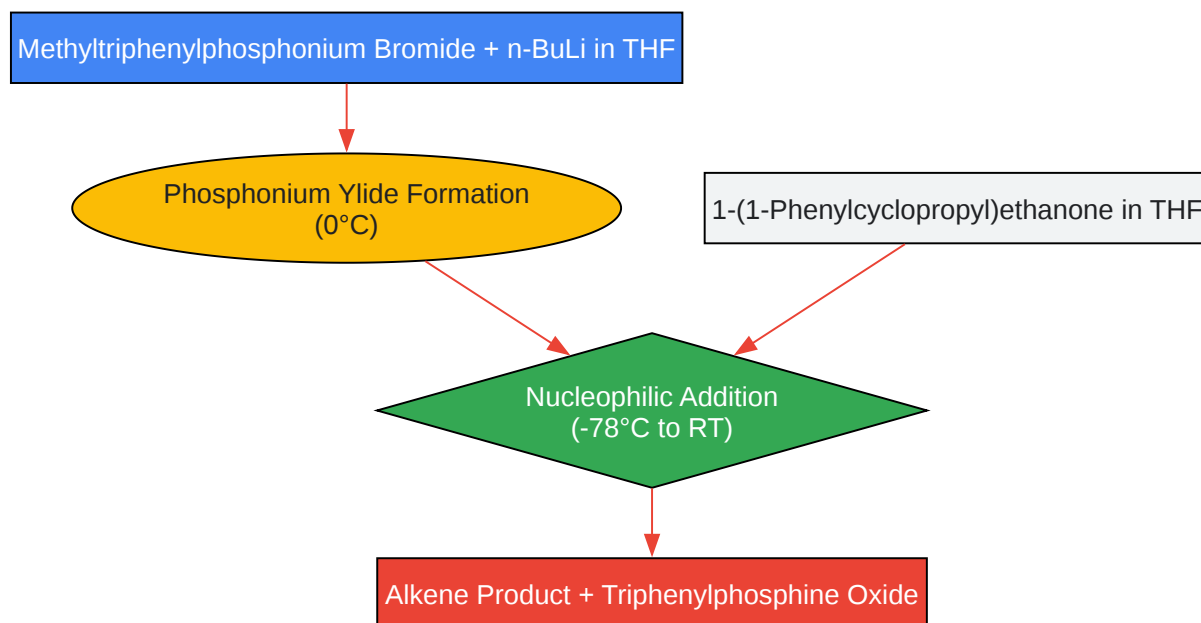 Methyltriphenylphosphonium Bromide + n-BuLi in THF
Phosphonium Ylide Formation
(0°C)
1-(1-Phenylcyclopropyl)ethanone in THF
Nucleophilic Addition
(-78°C to RT)
Alkene Product + Triphenylphosphine Oxide